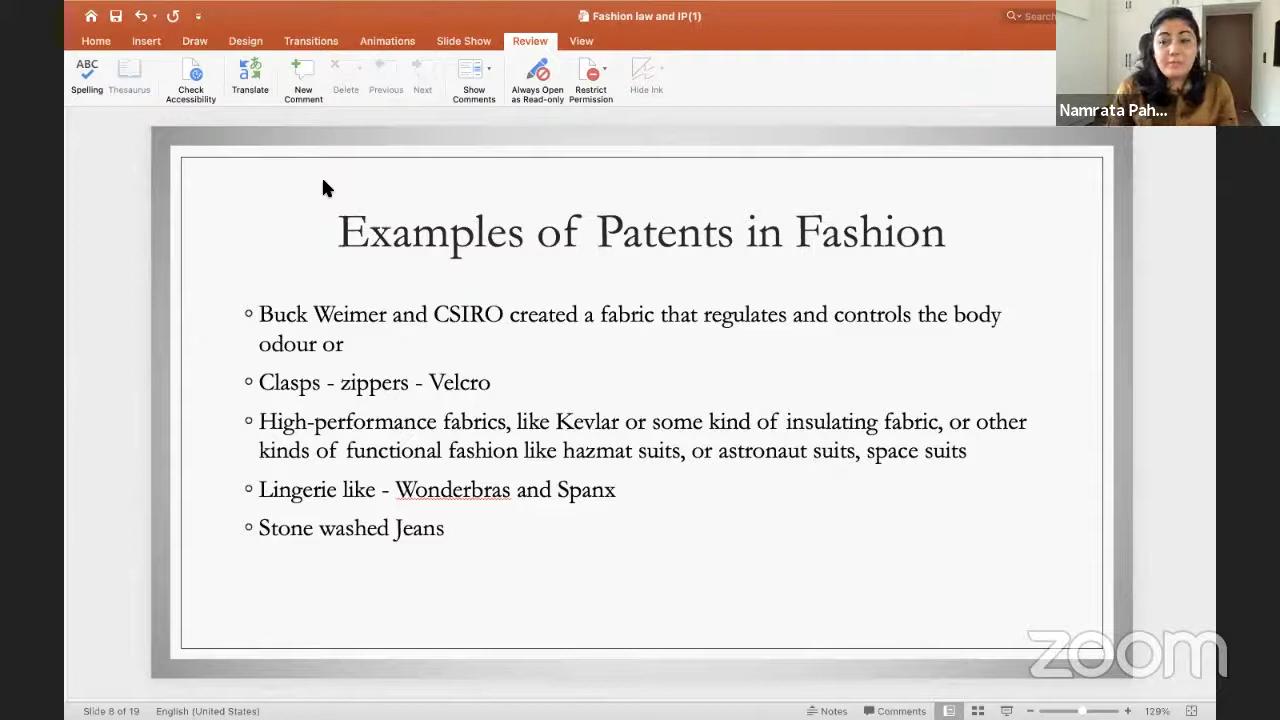 Fashion law and IP(1)
Search
Home Insert Draw Design Transitions Animations Slide Show Review View
ABC
Spelling Thesaurus Check Accessibility Translate New Comment Delete Previous Next Show Comments Always Open as Read-only Restrict Permission Hide Ink
Namrata Pah...
Examples of Patents in Fashion
Buck Weimer and CSIRO created a fabric that regulates and controls the body
odour or
Clasps - zippers - Velcro
High-performance fabrics, like Kevlar or some kind of insulating fabric, or other
kinds of functional fashion like hazmat suits, or astronaut suits, space suits
Lingerie like - Wonderbras and Spanx
Stone washed Jeans
zoom
Slide 8 of 19 English (United States) Notes Comments 129%